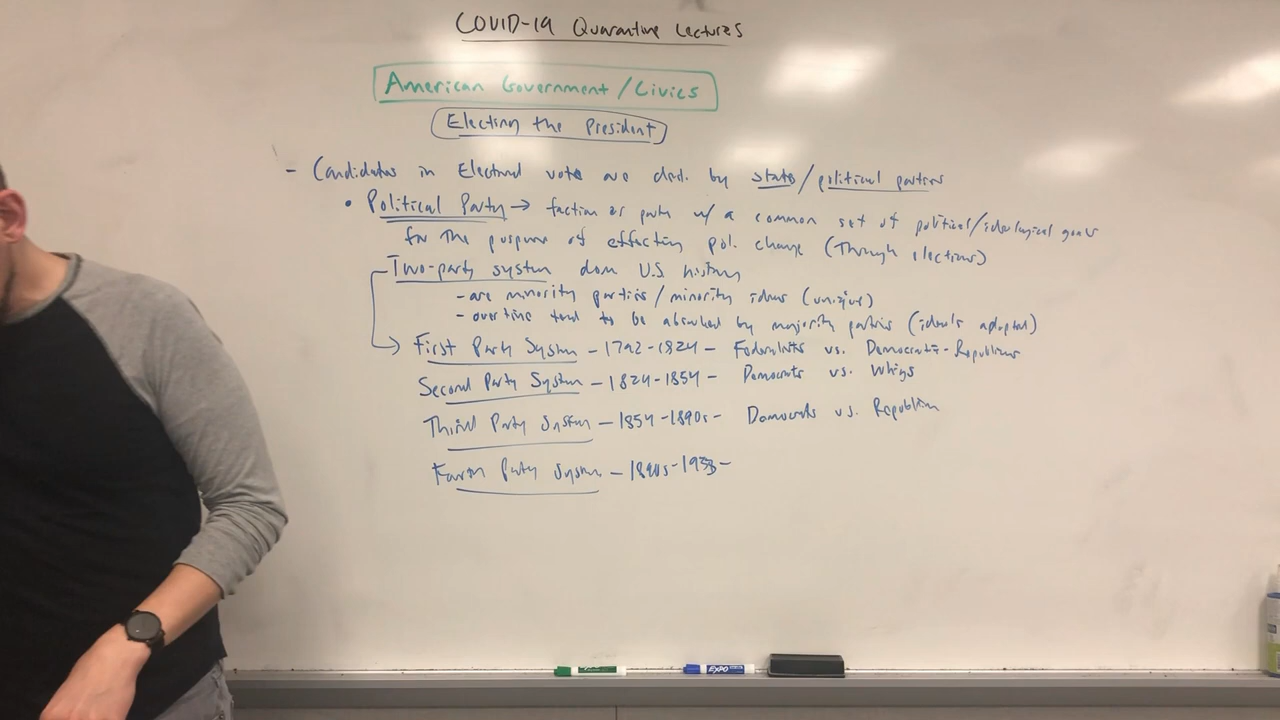 COVID-19 Quarantine Lectures
American Government/Civics
Electing the President
- Candidates in Electoral vote are ded. by state/political parties
• Political Party → faction or party w/ a common set of political/ideological goals
for the purpose of effecting pol. change (through elections)
Two-party system dom U.S. history
- are minority parties/minority ideas (unique)
- over time tend to be absorbed by majority parties (ideals adopted)
First Party System - 1792-1824 - Federalists vs. Democratic-Republicans
Second Party System - 1824-1854 - Democrats vs. Whigs
Third Party System - 1854-1890s - Democrats vs. Republican
Fourth Party System - 1890s-1933 -
EXPO